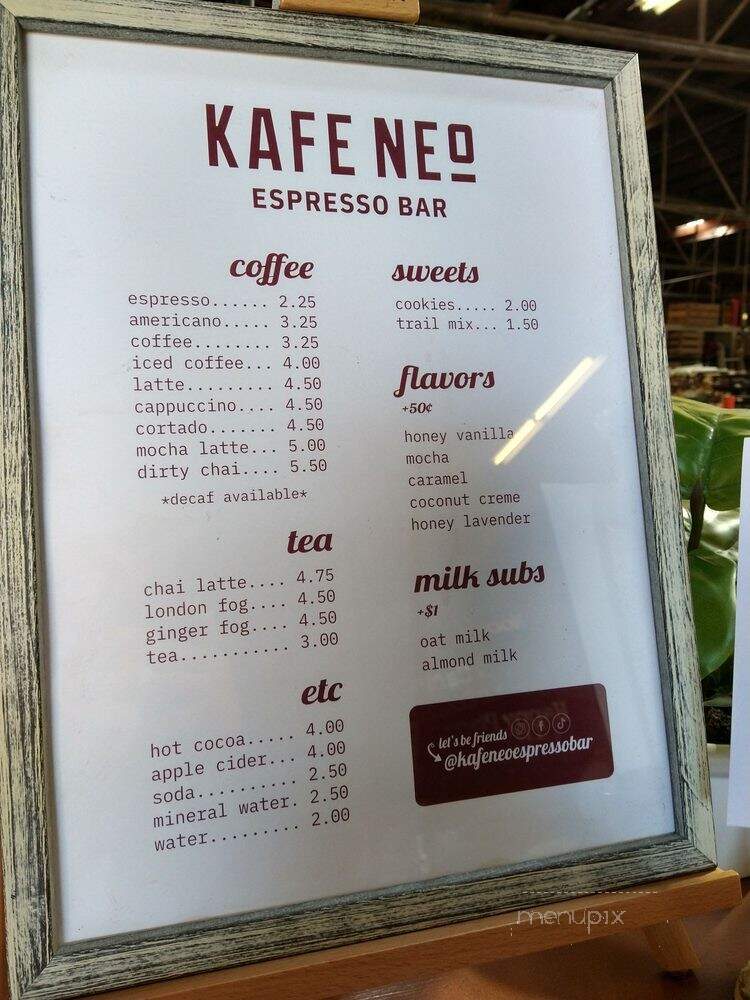 KAFE NEO
ESPRESSO BAR
coffee
espresso...... 2.25
americano..... 3.25
coffee........ 3.25
iced coffee... 4.00
latte......... 4.50
cappuccino.... 4.50
cortado....... 4.50
mocha latte... 5.00
dirty chai.... 5.50
*decaf available*
tea
chai latte.... 4.75
london fog.... 4.50
ginger fog.... 4.50
tea........... 3.00
etc
hot cocoa..... 4.00
apple cider... 4.00
soda.......... 2.50
mineral water. 2.50
water......... 2.00
sweets
cookies..... 2.00
trail mix... 1.50
flavors
+50¢
honey vanilla
mocha
caramel
coconut creme
honey lavender
milk subs
+$1
oat milk
almond milk
let's be friends
@kafeneoespressobar
menupix